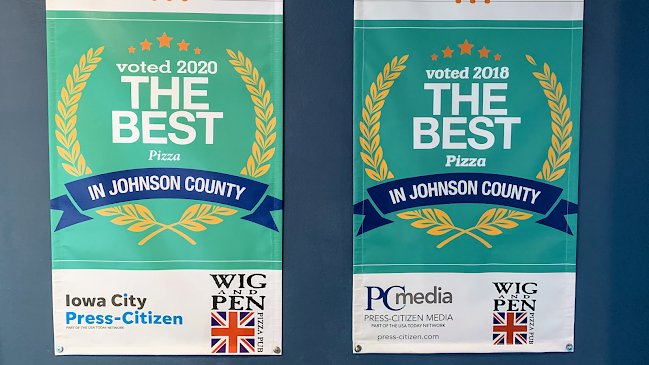 voted 2020
THE
BEST
Pizza
IN JOHNSON COUNTY
Iowa City
Press-Citizen
PART OF THE USA TODAY NETWORK
WIG
AND
PEN
PIZZA PUB
voted 2018
THE
BEST
Pizza
IN JOHNSON COUNTY
PCmedia
PRESS-CITIZEN MEDIA
PART OF THE USA TODAY NETWORK
press-citizen.com
WIG
AND
PEN
PIZZA PUB